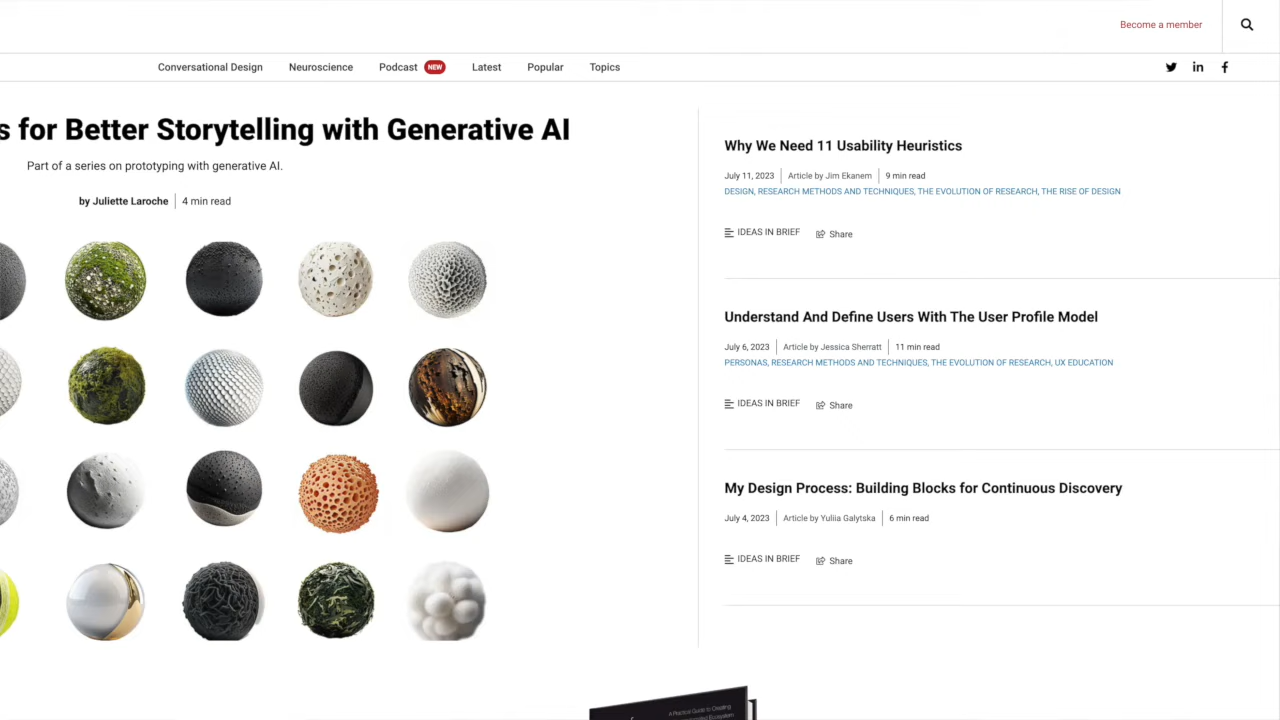 Become a member
Conversational Design Neuroscience Podcast NEW Latest Popular Topics
s for Better Storytelling with Generative AI
Part of a series on prototyping with generative AI.
by Juliette Laroche 4 min read
Why We Need 11 Usability Heuristics
July 11, 2023 Article by Jim Ekanem 9 min read
DESIGN, RESEARCH METHODS AND TECHNIQUES, THE EVOLUTION OF RESEARCH, THE RISE OF DESIGN
IDEAS IN BRIEF Share
Understand And Define Users With The User Profile Model
July 6, 2023 Article by Jessica Sherratt 11 min read
PERSONAS, RESEARCH METHODS AND TECHNIQUES, THE EVOLUTION OF RESEARCH, UX EDUCATION
IDEAS IN BRIEF Share
My Design Process: Building Blocks for Continuous Discovery
July 4, 2023 Article by Yuliia Galytska 6 min read
IDEAS IN BRIEF Share
A Practical Guide to Creating
Ecosystem